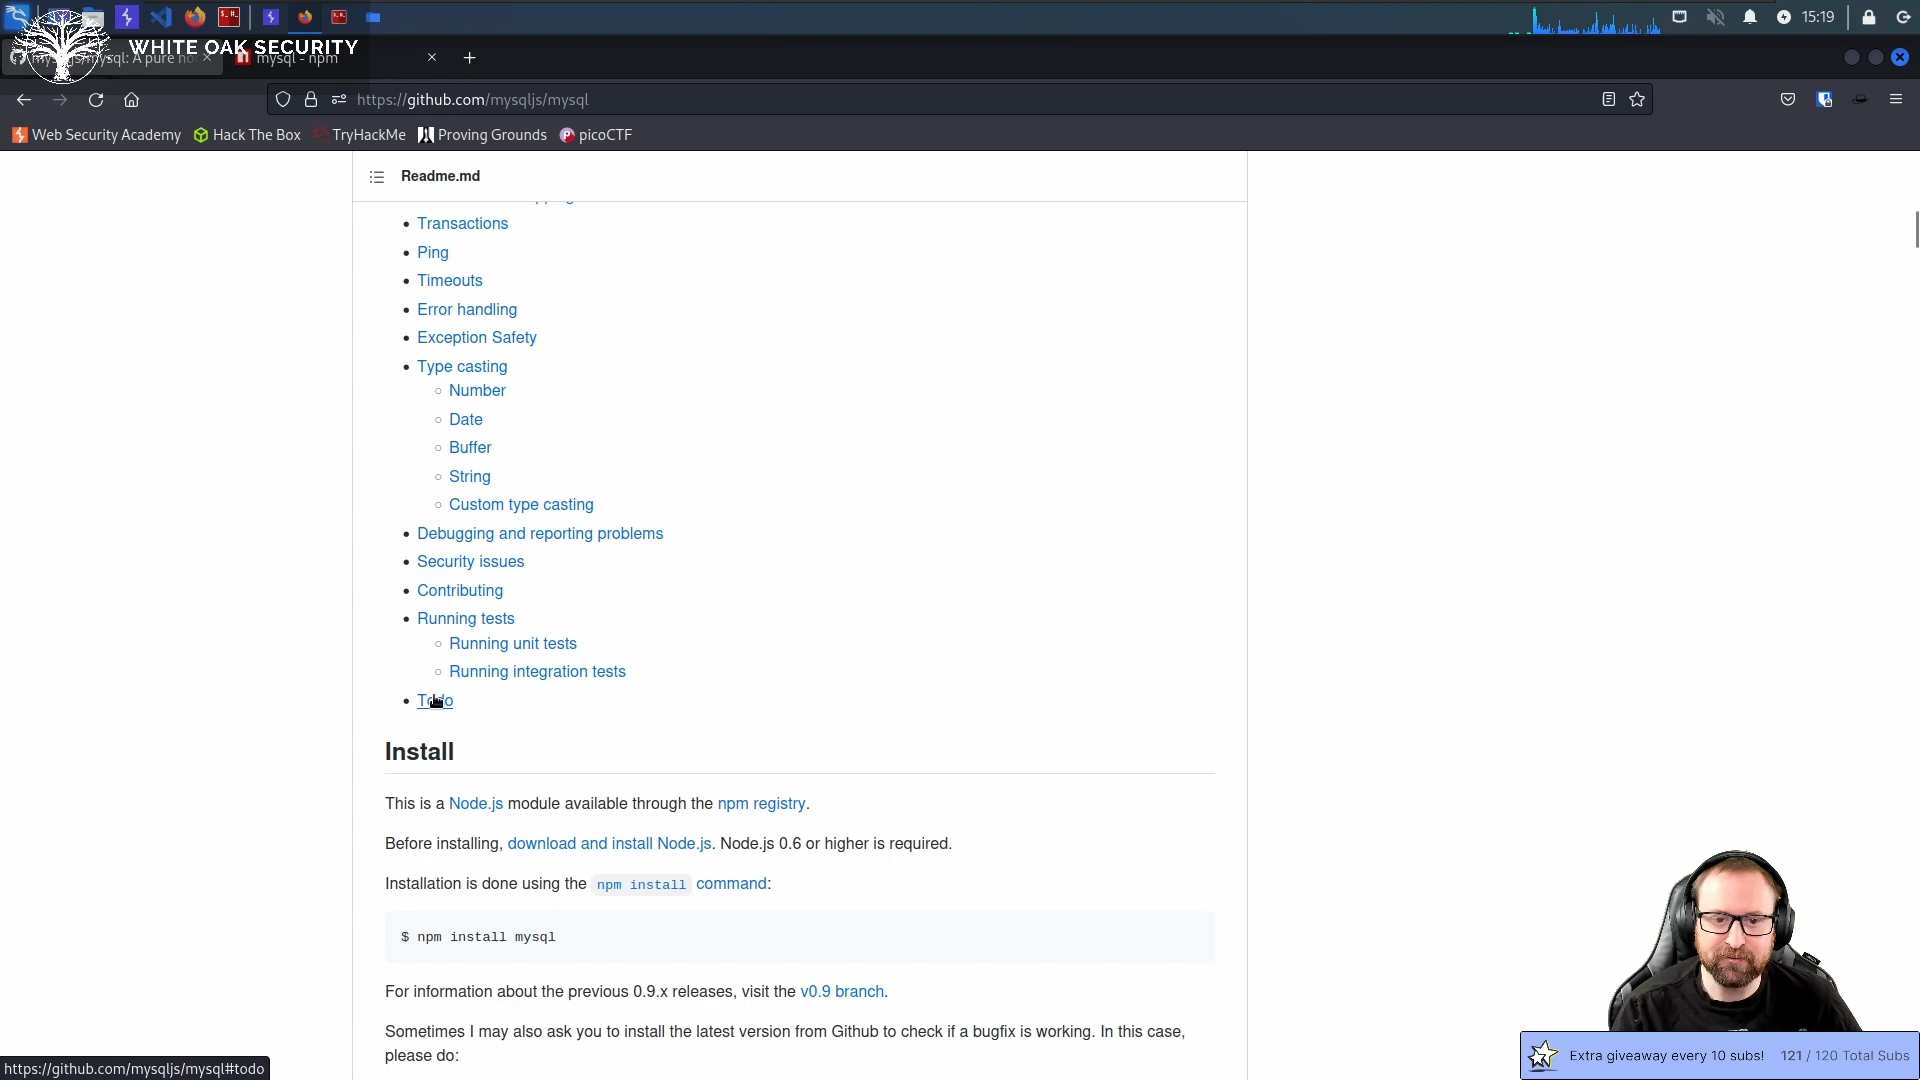 15:19
WHITE OAK SECURITY
mysqljs/mysql: A pure no
mysql - npm
https://github.com/mysqljs/mysql
Web Security Academy
Hack The Box
TryHackMe
Proving Grounds
picoCTF
Readme.md
Transactions
Ping
Timeouts
Error handling
Exception Safety
Type casting
Number
Date
Buffer
String
Custom type casting
Debugging and reporting problems
Security issues
Contributing
Running tests
Running unit tests
Running integration tests
Todo
Install
This is a Node.js module available through the npm registry.
Before installing, download and install Node.js. Node.js 0.6 or higher is required.
Installation is done using the npm install command:
$ npm install mysql
For information about the previous 0.9.x releases, visit the v0.9 branch.
Sometimes I may also ask you to install the latest version from Github to check if a bugfix is working. In this case,
please do:
Extra giveaway every 10 subs! 121 / 120 Total Subs
https://github.com/mysqljs/mysql#todo